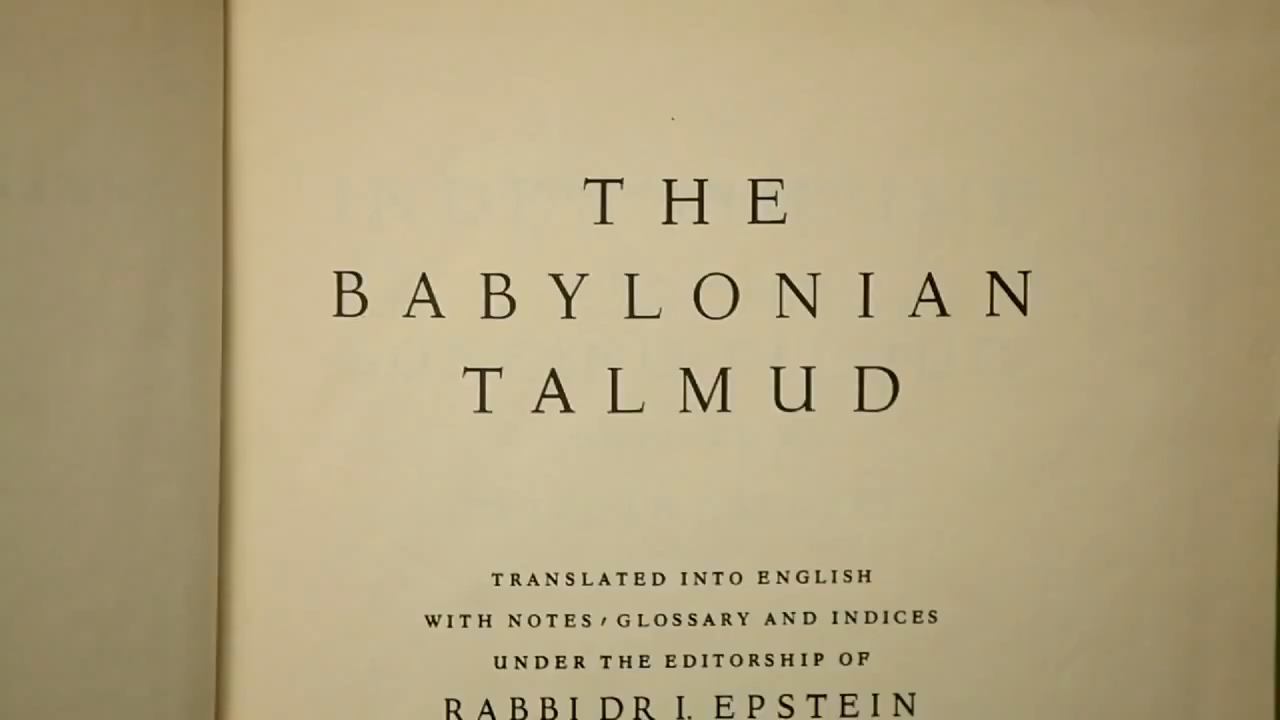 THE
BABYLONIAN
TALMUD
TRANSLATED INTO ENGLISH
WITH NOTES, GLOSSARY AND INDICES
UNDER THE EDITORSHIP OF
RABBI DR I. EPSTEIN